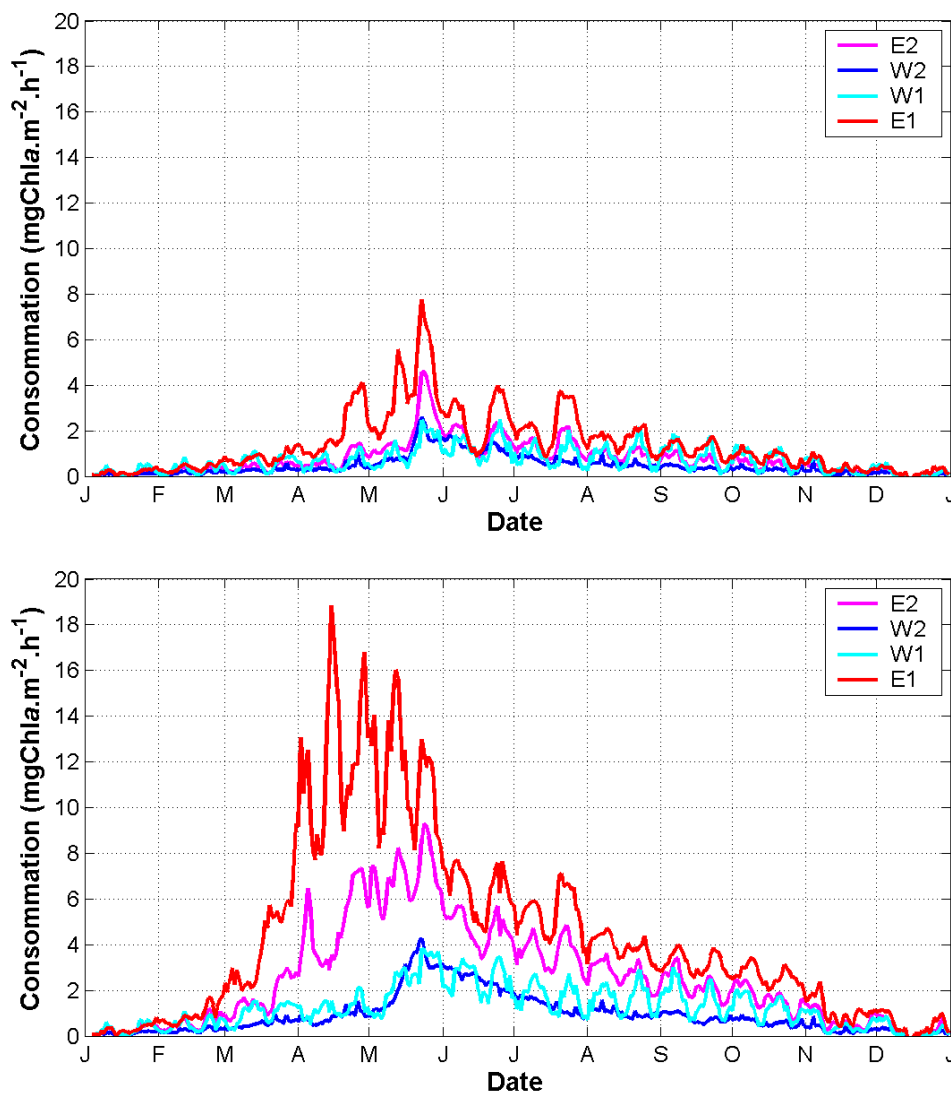 20
18
16
14
12
10
8
6
4
2
0
Consommation (mgChla.m-2.h-1)
E2
W2
W1
E1
J F M A M J J A S O N D J
Date
20
18
16
14
12
10
8
6
4
2
0
Consommation (mgChla.m-2.h-1)
E2
W2
W1
E1
J F M A M J J A S O N D J
Date